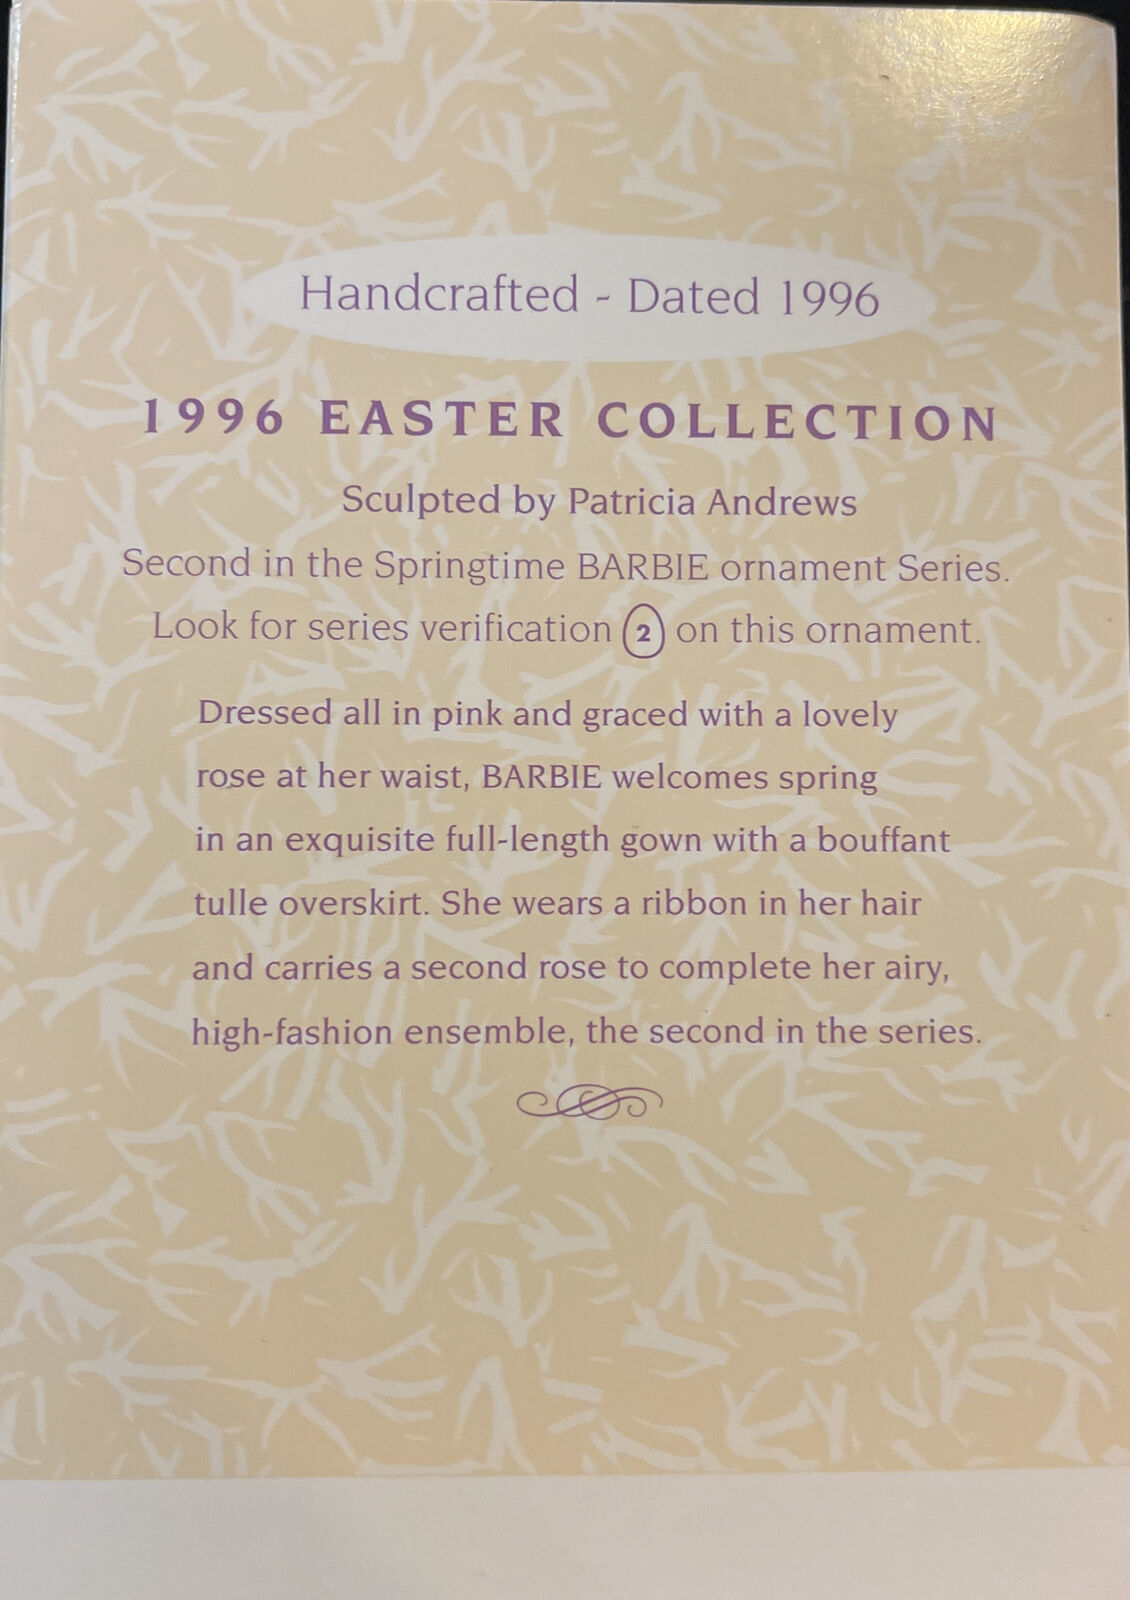 Handcrafted - Dated 1996
1996 EASTER COLLECTION
Sculpted by Patricia Andrews
Second in the Springtime BARBIE ornament Series.
Look for series verification 2 on this ornament.
Dressed all in pink and graced with a lovely
rose at her waist, BARBIE welcomes spring
in an exquisite full-length gown with a bouffant
tulle overskirt. She wears a ribbon in her hair
and carries a second rose to complete her airy,
high-fashion ensemble, the second in the series.